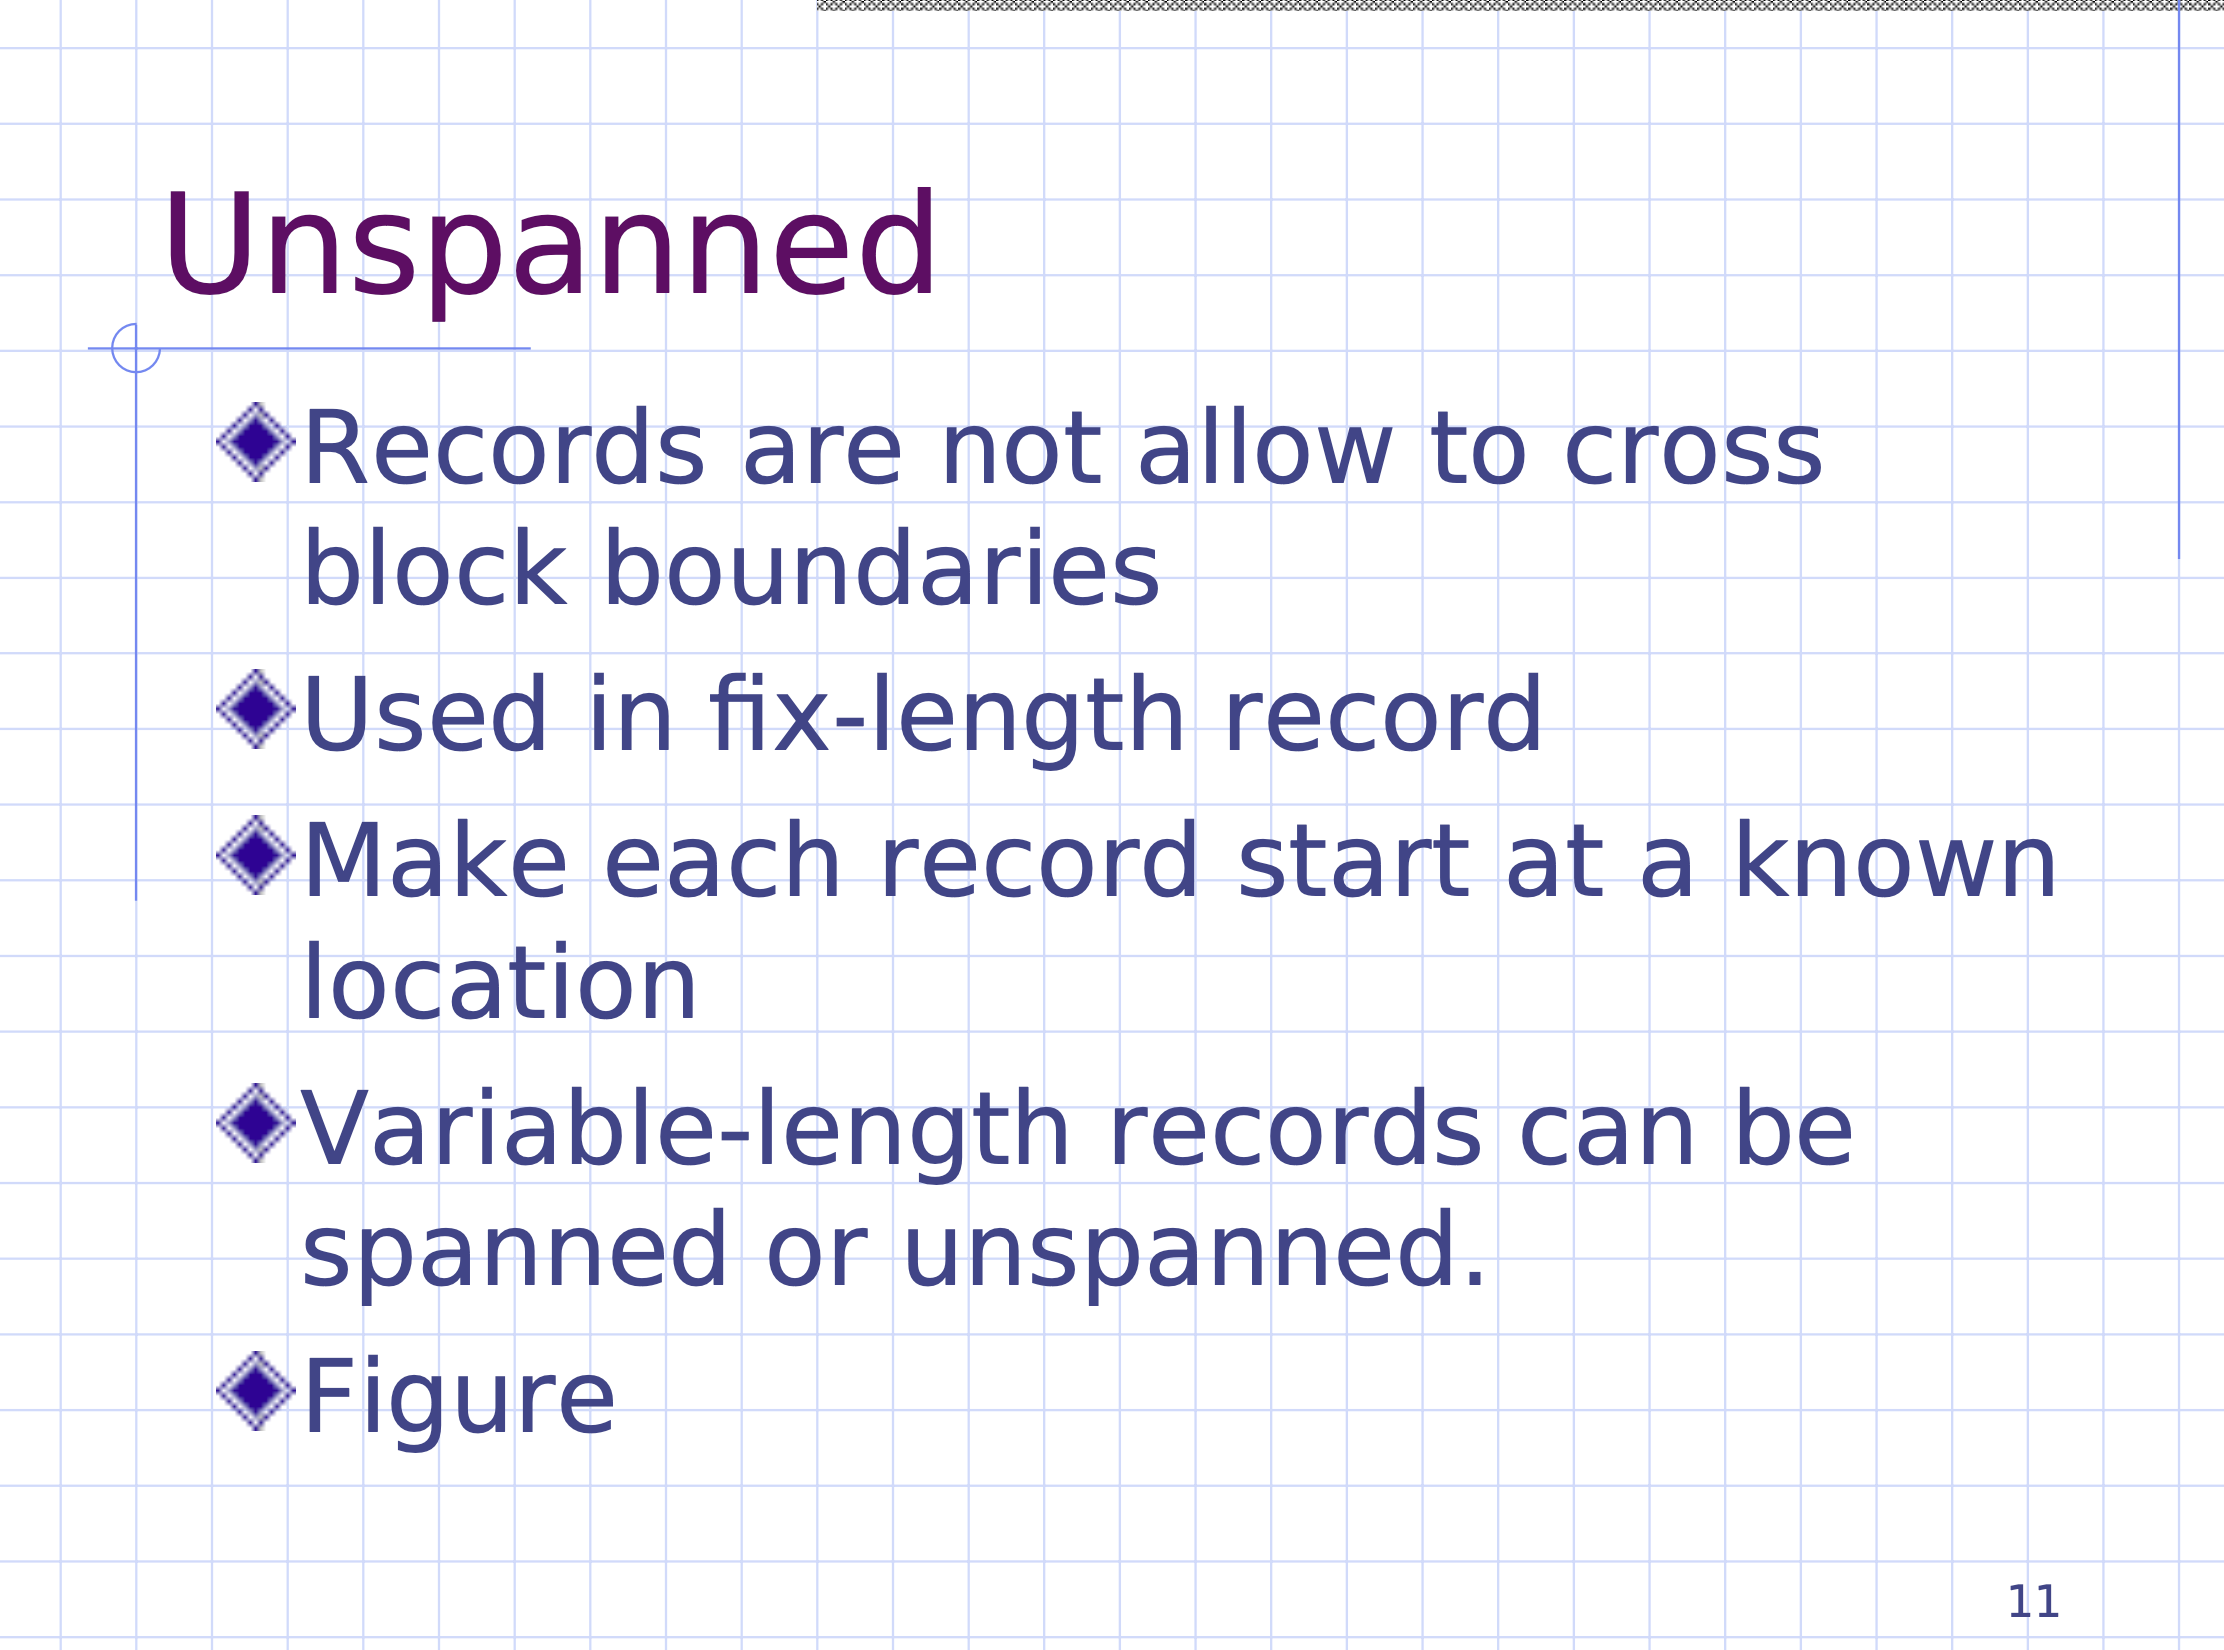 Unspanned
Records are not allow to cross
block boundaries
Used in fix-length record
Make each record start at a known
location
Variable-length records can be
spanned or unspanned.
Figure
11